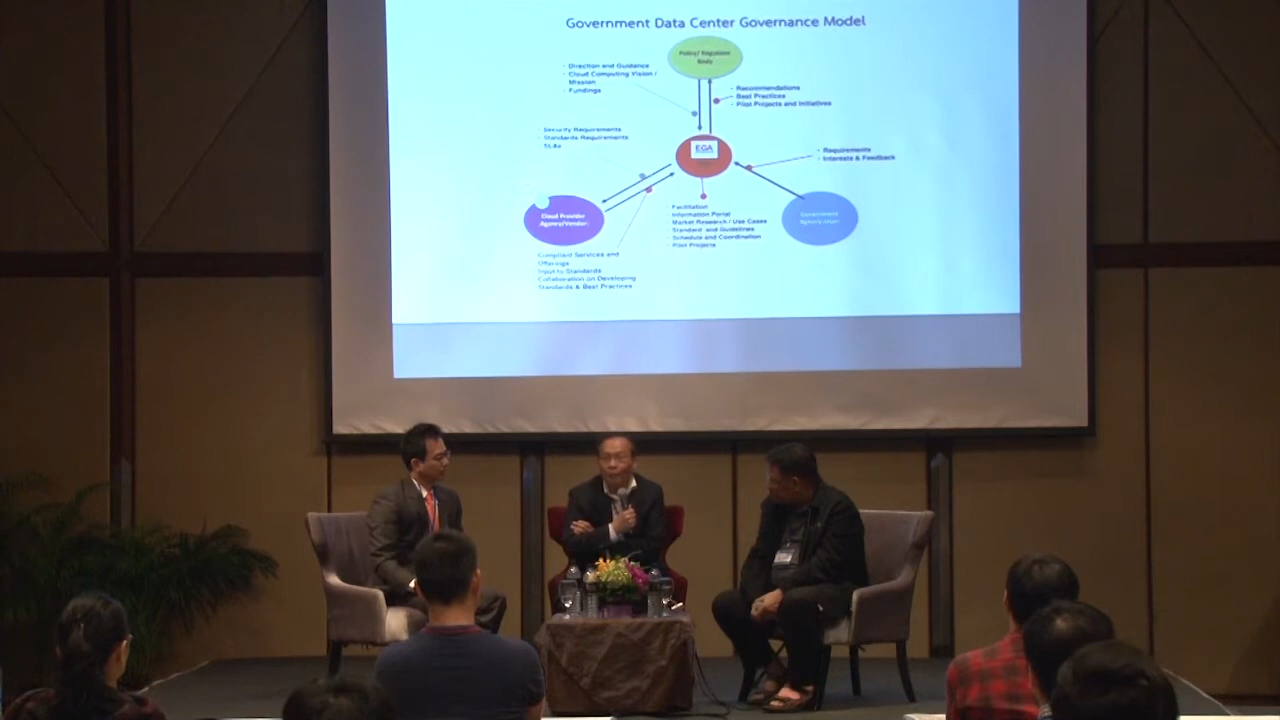 Government Data Center Governance Model
Policy/ Regulator
Body
- Direction and Guidance
- Cloud Computing Vision /
Mission
- Fundings
- Recommendations
- Best Practices
- Pilot Projects and Initiatives
- Security Requirements
- Standards Requirements
- SLAs
EGA
- Requirements
- Interests & Feedback
Cloud Provider
Agency/Vendor
- Facilitation
- Information Portal
- Market Research / Use Cases
- Standard and Guidelines
- Schedule and Coordination
- Pilot Projects
Government
Compliant Services and
Offerings
Input to Standards
Collaboration on Developing
Standards & Best Practices